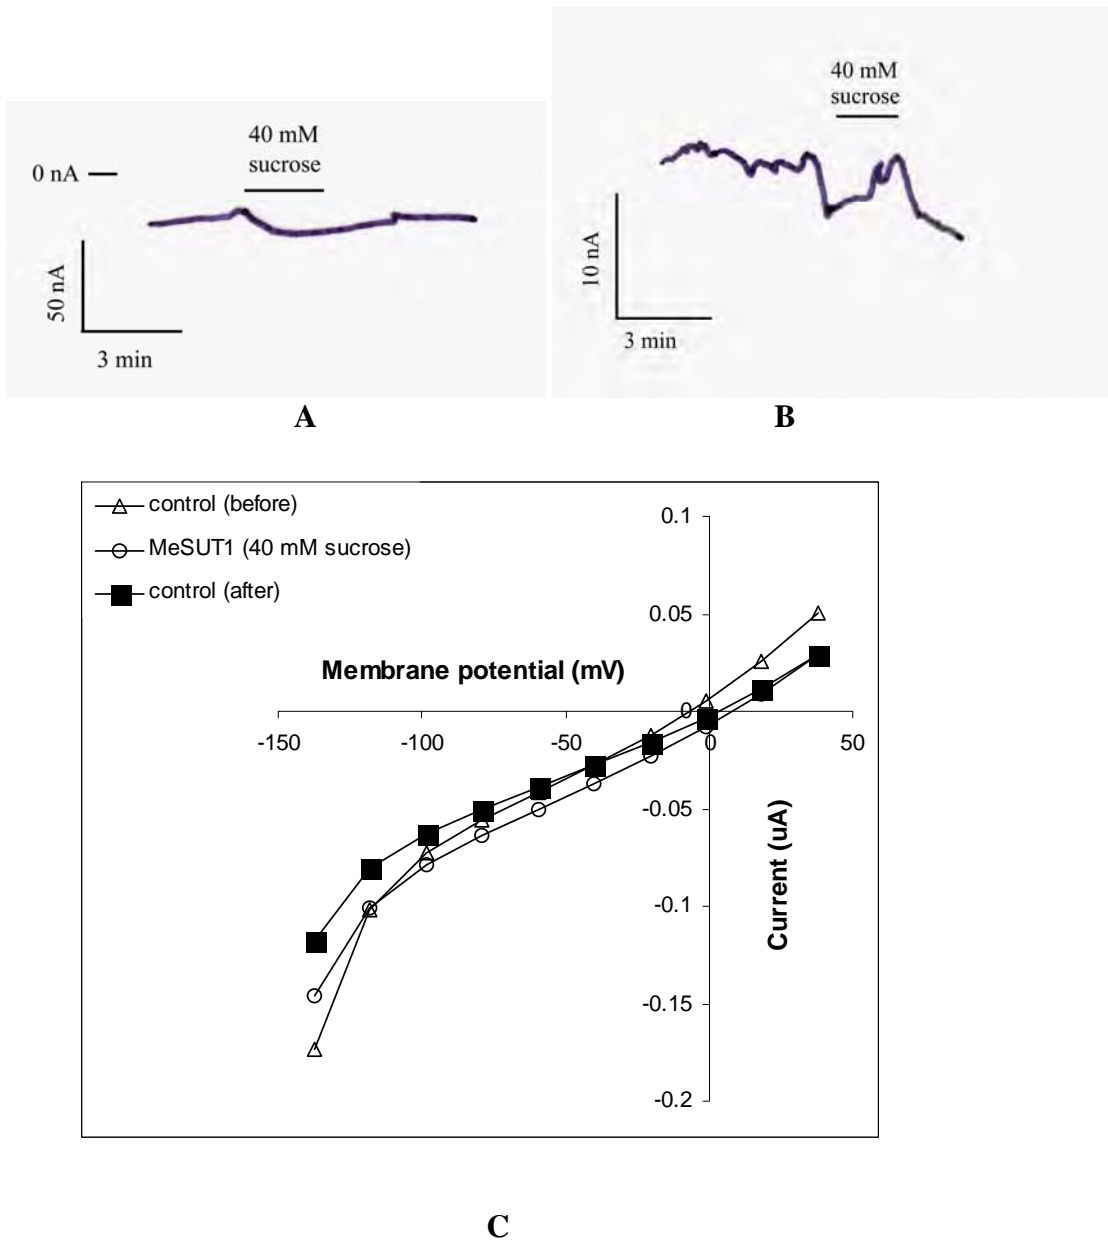 40 mM
sucrose
0 nA
50 nA
3 min
A
40 mM
sucrose
10 nA
3 min
B
control (before)
MeSUT1 (40 mM sucrose)
control (after)
Membrane potential (mV)
0.1
0.05
0
-0.05
-0.1
-0.15
-0.2
-150
-100
-50
0
50
Current (uA)
C